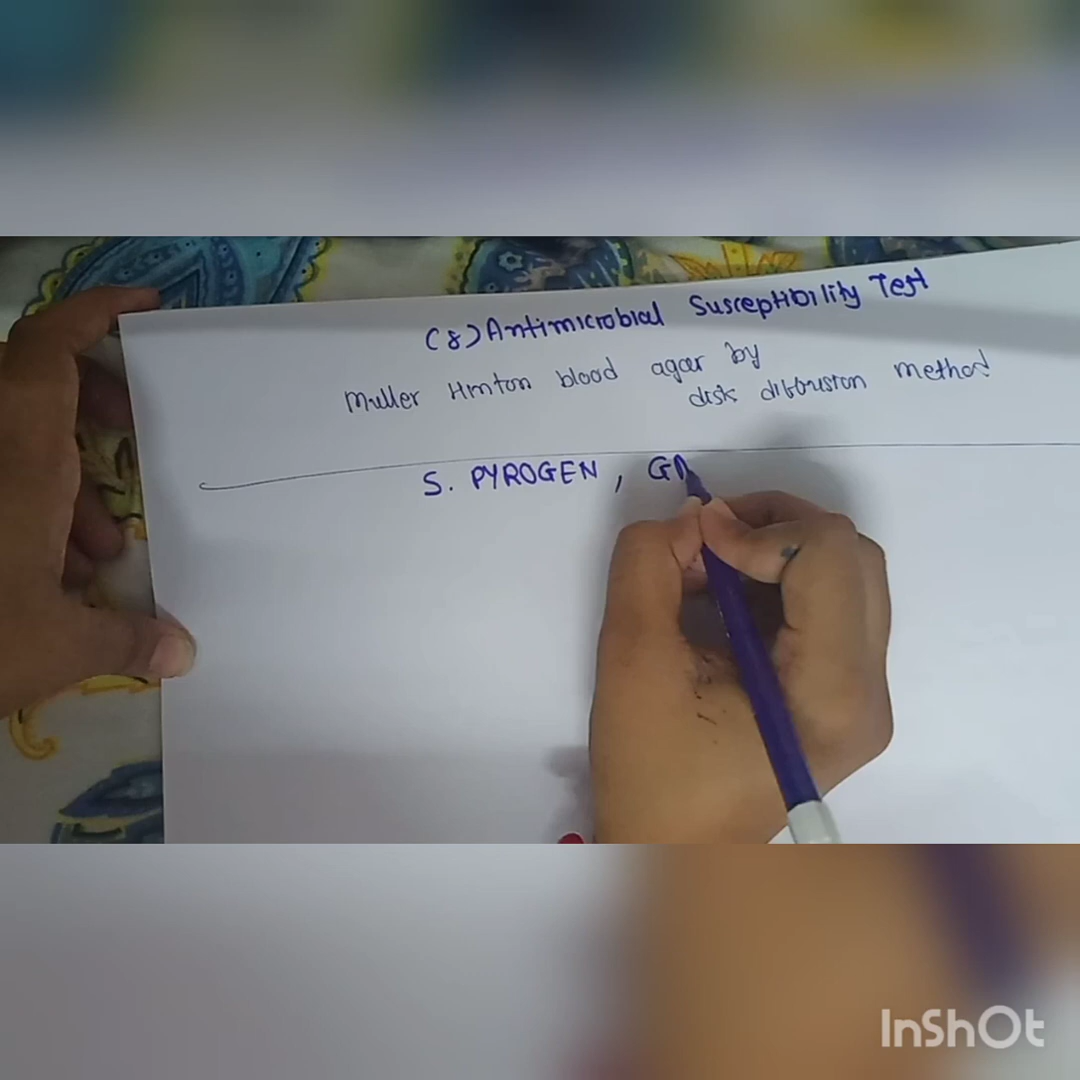 (8) Antimicrobial Susceptibility Test
Muller Hinton blood agar by
disk diffusion method
S. PYROGEN, G
InShOt